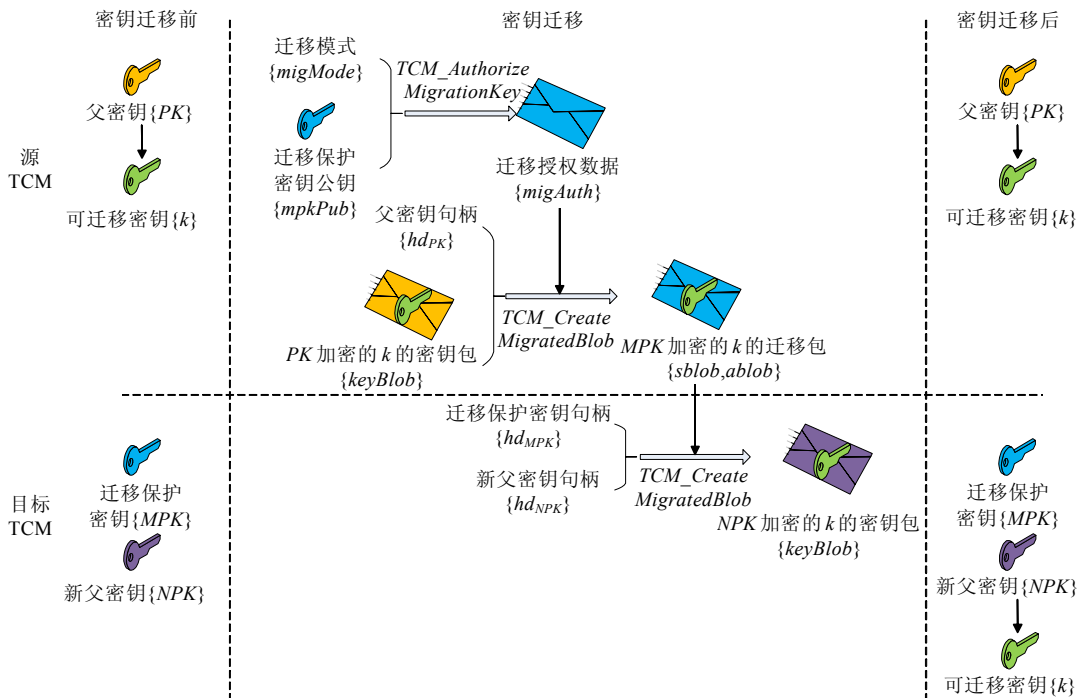 密钥迁移前
密钥迁移
密钥迁移后
源
TCM
父密钥{PK}
可迁移密钥{k}
迁移模式
{migMode}
迁移保护
密钥公钥
{mpkPub}
TCM_Authorize
MigrationKey
迁移授权数据
{migAuth}
父密钥句柄
{hdPK}
PK 加密的 k 的密钥包
{keyBlob}
TCM_Create
MigratedBlob
MPK 加密的 k 的迁移包
{sblob,ablob}
父密钥{PK}
可迁移密钥{k}
目标
TCM
迁移保护
密钥{MPK}
新父密钥{NPK}
迁移保护密钥句柄
{hdMPK}
新父密钥句柄
{hdNPK}
TCM_Create
MigratedBlob
NPK 加密的 k 的密钥包
{keyBlob}
迁移保护
密钥{MPK}
新父密钥{NPK}
可迁移密钥{k}